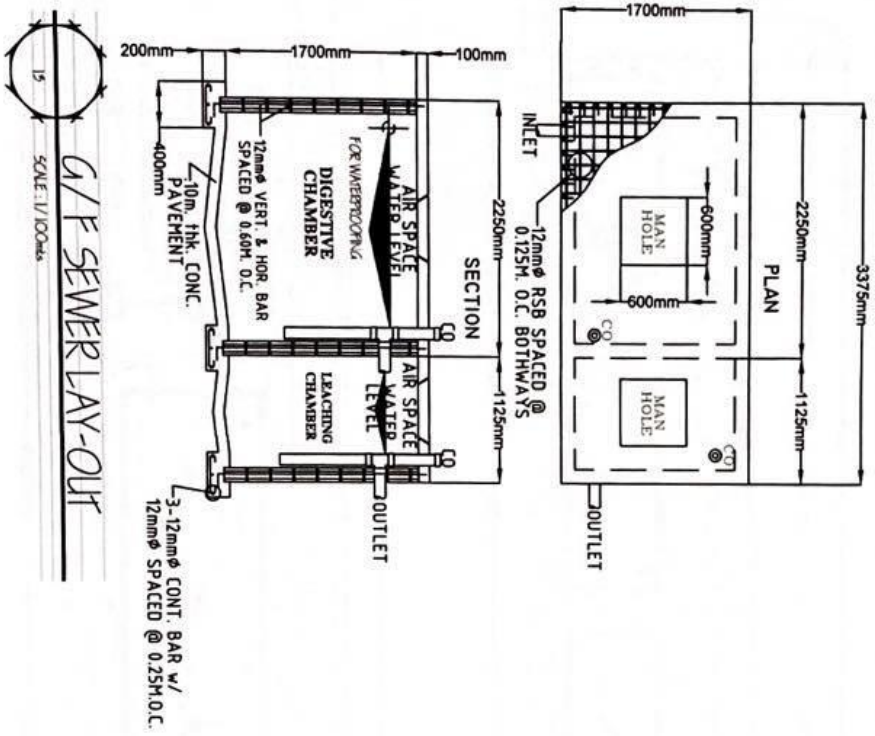 1700mm
3375mm
2250mm
1125mm
INLET
MAN
HOLE
600mm
600mm
CO
MAN
HOLE
CO
OUTLET
12mmø RSB SPACED @
0.125M. O.C. BOTHWAYS
PLAN
200mm
1700mm
100mm
2250mm
1125mm
AIR SPACE
WATER LEVEL
FOR WATERPROOFING
DIGESTIVE
CHAMBER
12mmø VERT. & HOR. BAR
SPACED @ 0.60M. O.C.
AIR SPACE
WATER
LEVEL
LEACHING
CHAMBER
OUTLET
400mm
.10m. thk. CONC.
PAVEMENT
3-12mmø CONT. BAR w/
12mmø SPACED @ 0.25M.O.C.
SECTION
15
G/F SEWER LAY-OUT
SCALE : 1/100mts